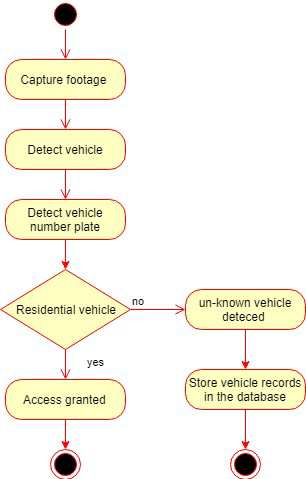 Capture footage
Detect vehicle
Detect vehicle
number plate
Residential vehicle
no
un-known vehicle
deteced
yes
Access granted
Store vehicle records
in the database